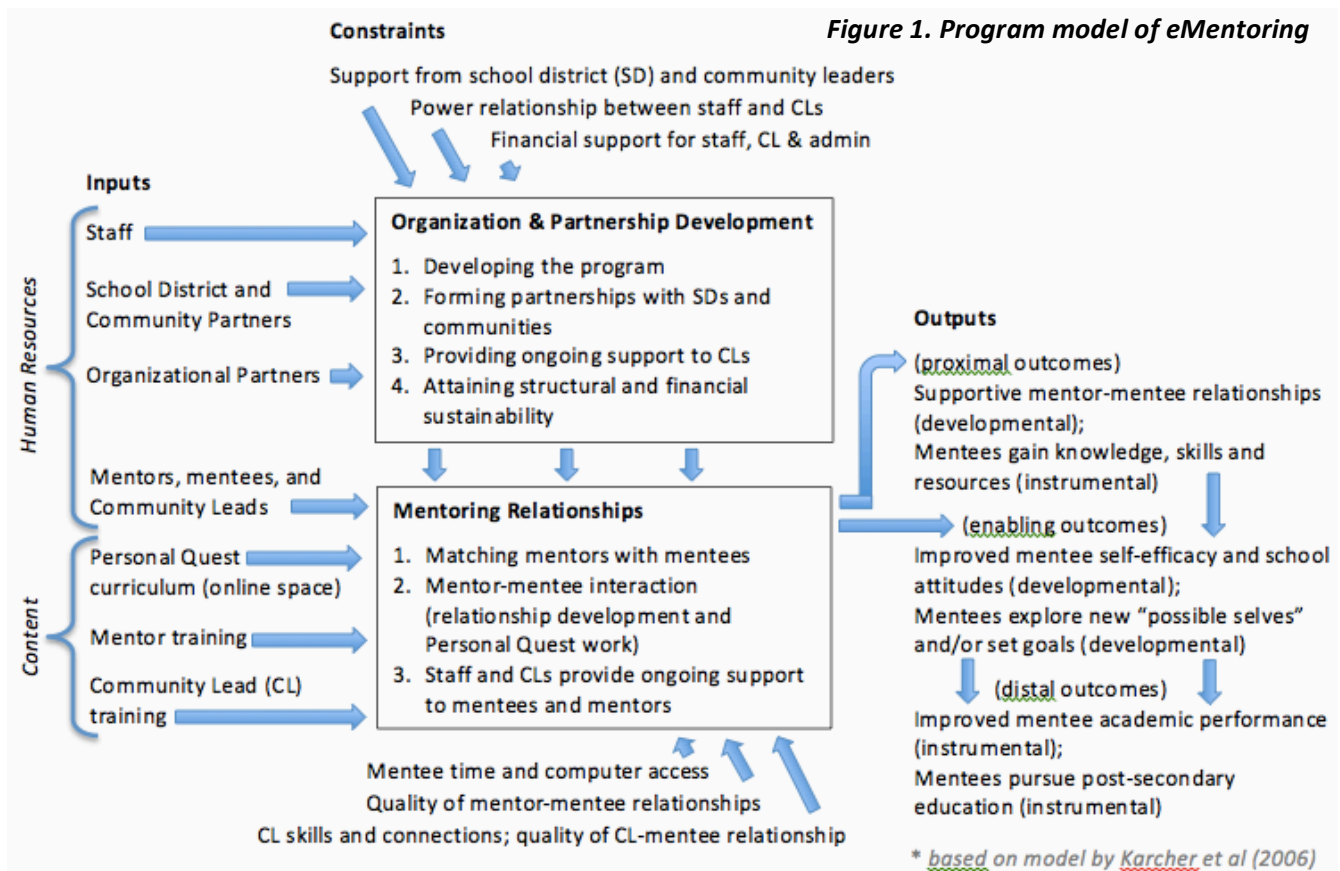 Figure 1. Program model of eMentoring
Constraints
Support from school district (SD) and community leaders
Power relationship between staff and CLs
Financial support for staff, CL & admin
Inputs
Human Resources
Staff
School District and
Community Partners
Organizational Partners
Mentors, mentees, and
Community Leads
Content
Personal Quest
curriculum (online space)
Mentor training
Community Lead (CL)
training
Organization & Partnership Development
1. Developing the program
2. Forming partnerships with SDs and
communities
3. Providing ongoing support to CLs
4. Attaining structural and financial
sustainability
Mentoring Relationships
1. Matching mentors with mentees
2. Mentor-mentee interaction
(relationship development and
Personal Quest work)
3. Staff and CLs provide ongoing support
to mentees and mentors
Mentee time and computer access
Quality of mentor-mentee relationships
CL skills and connections; quality of CL-mentee relationship
Outputs
(proximal outcomes)
Supportive mentor-mentee relationships
(developmental);
Mentees gain knowledge, skills and
resources (instrumental)
(enabling outcomes)
Improved mentee self-efficacy and school
attitudes (developmental);
Mentees explore new “possible selves”
and/or set goals (developmental)
(distal outcomes)
Improved mentee academic performance
(instrumental);
Mentees pursue post-secondary
education (instrumental)
* based on model by Karcher et al (2006)